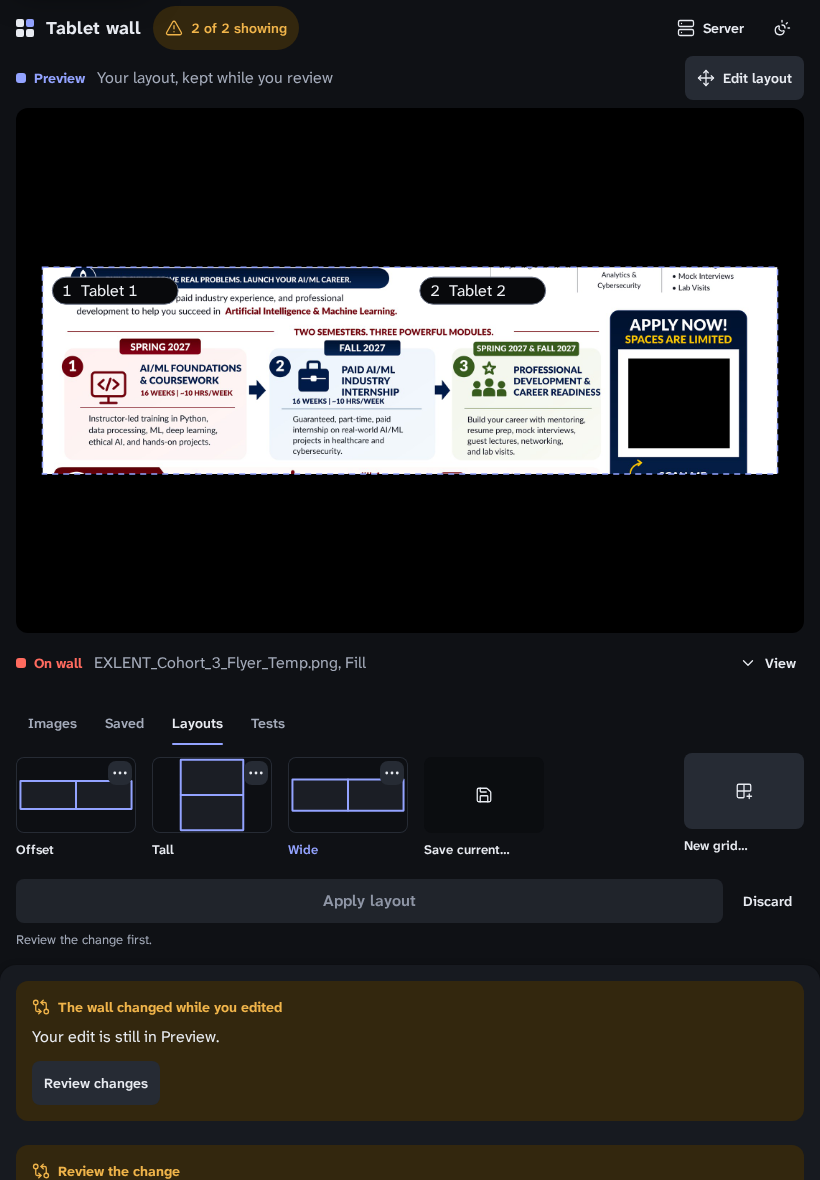 Tablet wall
2 of 2 showing
Server
Preview
Your layout, kept while you review
Edit layout
REAL PROBLEMS. LAUNCH YOUR AI/ML CAREER.
1 Tablet 1
2 Tablet 2
paid industry experience, and professional
development to help you succeed in Artificial Intelligence & Machine Learning.
Analytics &
Cybersecurity
• Mock Interviews
• Lab Visits
TWO SEMESTERS. THREE POWERFUL MODULES.
SPRING 2027
1
AI/ML FOUNDATIONS
& COURSEWORK
16 WEEKS | ~10 HRS/WEEK
Instructor-led training in Python,
data processing, ML, deep learning,
ethical AI, and hands-on projects.
FALL 2027
2
PAID AI/ML
INDUSTRY
INTERNSHIP
16 WEEKS | ~10 HRS/WEEK
Guaranteed, part-time, paid
internship on real-world AI/ML
projects in healthcare and
cybersecurity.
SPRING 2027 & FALL 2027
3
PROFESSIONAL
DEVELOPMENT &
CAREER READINESS
Build your career with mentoring,
resume prep, mock interviews,
guest lectures, networking,
and lab visits.
APPLY NOW!
SPACES ARE LIMITED
On wall
EXLENT_Cohort_3_Flyer_Temp.png, Fill
View
Images
Saved
Layouts
Tests
Offset
Tall
Wide
Save current...
New grid...
Apply layout
Discard
Review the change first.
The wall changed while you edited
Your edit is still in Preview.
Review changes
Review the change